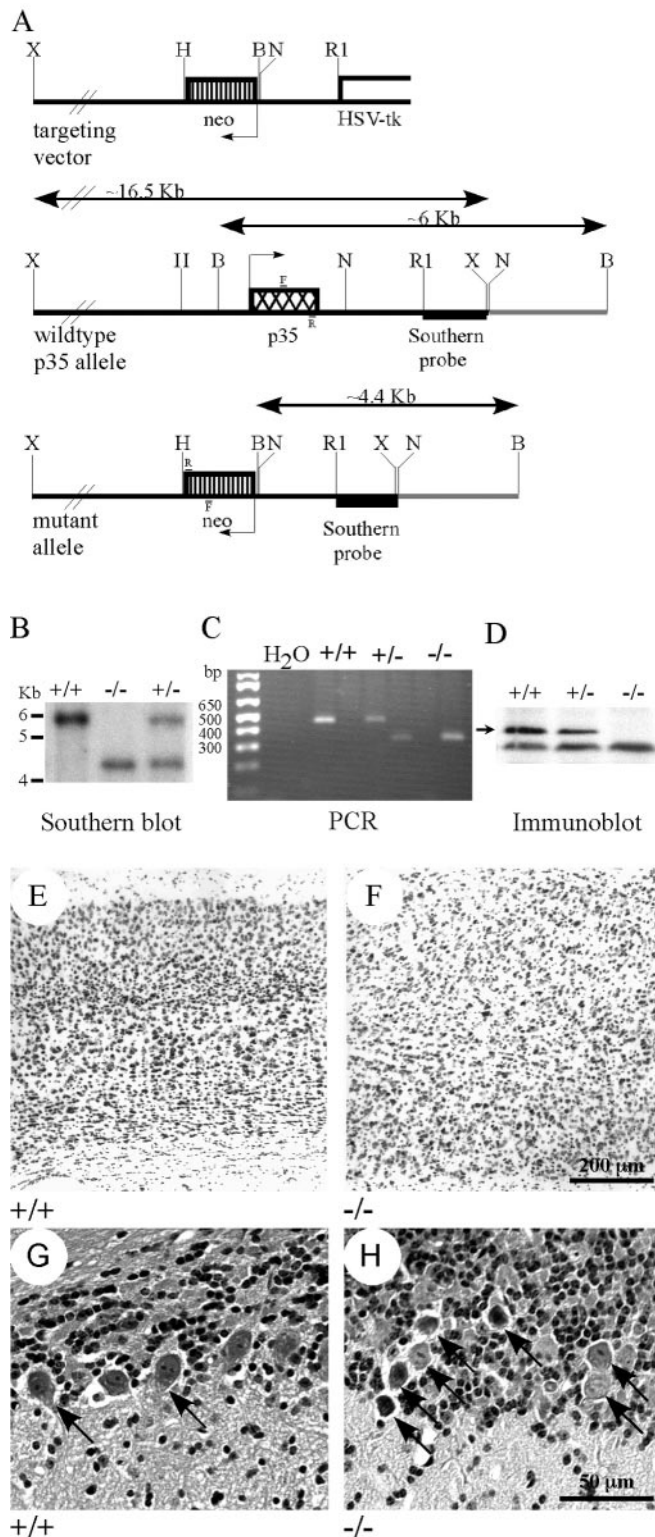 A
X H BN R1
neo HSV-tk
targeting
vector
~16.5 Kb
~6 Kb
X H B N R1 X N B
F
R
wildtype
p35 allele
p35
Southern
probe
~4.4 Kb
X H BN R1 X N B
R
F
mutant
allele
neo
Southern
probe
B
Kb +/+ -/- +/-
6
5
4
Southern blot
C
bp H2O +/+ +/- -/-
650
500
400
300
PCR
D
+/+ +/- -/-
Immunoblot
E F
200 µm
+/+ -/-
G H
50 µm
+/+ -/-